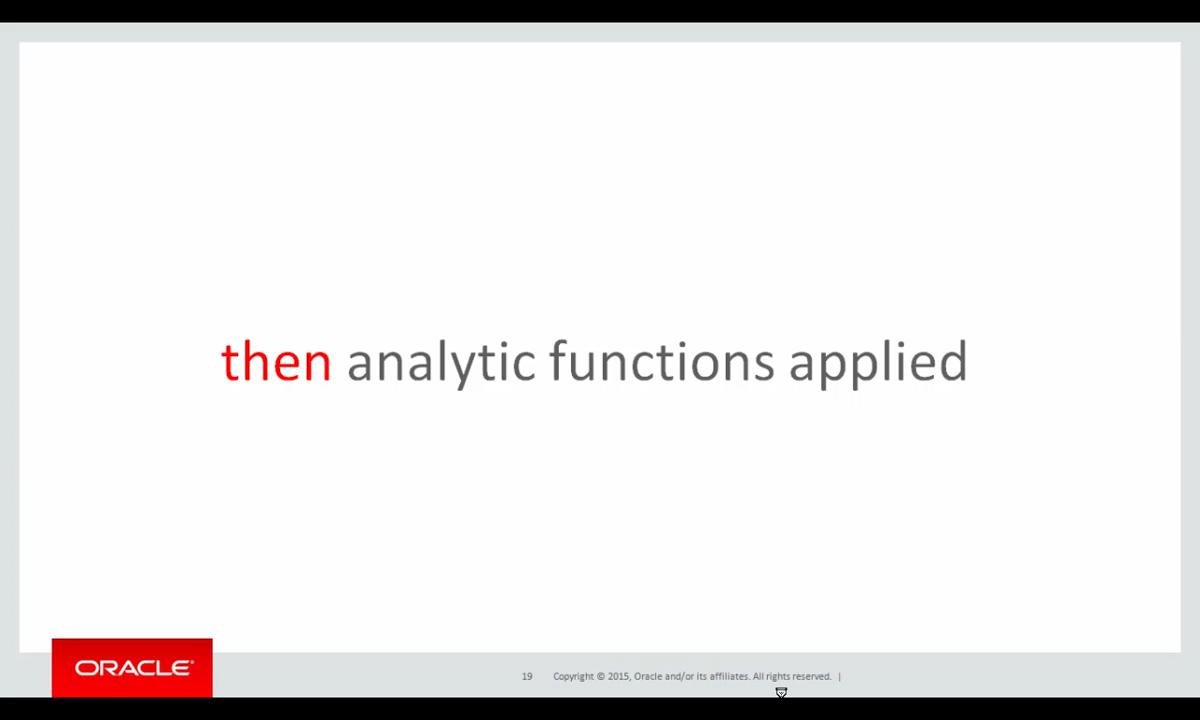 then analytic functions applied
ORACLE
19 Copyright © 2015, Oracle and/or its affiliates. All rights reserved. |